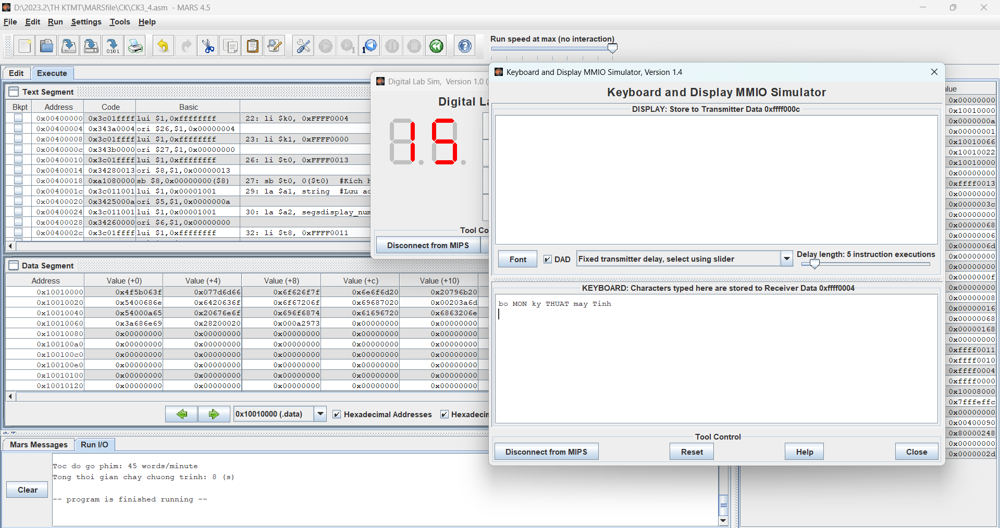 D:\2023.2\TH KTMT\MARSfile\CK\CK3_4.asm - MARS 4.5
File Edit Run Settings Tools Help
Run speed at max (no interaction)
Edit Execute
Text Segment
Bkpt Address Code Basic
0x00400000 0x3c01ffff lui $1,0xffffffff 22: li $k0, 0xFFFF0004
0x00400004 0x343a0004 ori $26,$1,0x00000004
0x00400008 0x3c01ffff lui $1,0xffffffff 23: li $k1, 0xFFFF0000
0x0040000c 0x343b0000 ori $27,$1,0x00000000
0x00400010 0x3c01ffff lui $1,0xffffffff 26: li $t0, 0xFFFF0013
0x00400014 0x34280013 ori $8,$1,0x00000013
0x00400018 0xa1080000 sb $8,0x00000000($8) 27: sb $t0, 0($t0) #Kích h
0x0040001c 0x3c011001 lui $1,0x00001001 29: la $a1, string #Lưu
0x00400020 0x3425000a ori $5,$1,0x0000000a
0x00400024 0x3c011001 lui $1,0x00001001 30: la $a2, segsdisplay_num
0x00400028 0x34260000 ori $6,$1,0x00000000
0x0040002c 0x3c01ffff lui $1,0xffffffff 32: li $t8, 0xFFFF0011
Digital Lab Sim, Version 1.0 (
Digital La
15
Tool Co
Disconnect from MIPS
Keyboard and Display MMIO Simulator, Version 1.4
Keyboard and Display MMIO Simulator
DISPLAY: Store to Transmitter Data 0xffff000c
Font DAD Fixed transmitter delay, select using slider Delay length: 5 instruction executions
KEYBOARD: Characters typed here are stored to Receiver Data 0xffff0004
bo MON ky THUAT may Tinh
Tool Control
Disconnect from MIPS Reset Help Close
alue
0x00000000
0x10010000
0x0000000a
0x00000001
0x10010066
0x10010022
0x10010000
0x00000000
0xffff0013
0x00000000
0x0000003c
0x00000000
0x00000068
0x00000006
0x0000006d
0x00000000
0x00000000
0x0000000f
0x00000000
0x00000008
0x00000016
0x00000068
0x00000168
0x00000000
0xffff0011
0xffff0010
0xffff0004
0xffff0000
0x10008000
0x7fffeffc
0x00000000
0x00400090
0x80000248
0x00000000
0x0000002d
Data Segment
Address Value (+0) Value (+4) Value (+8) Value (+c) Value (+10)
0x10010000 0x4f5b063f 0x077d6d66 0x6f626f7f 0x6e6f6d20 0x20796b20
0x10010020 0x5400686e 0x6420636f 0x6f67206f 0x69687020 0x00203a6d
0x10010040 0x54000a65 0x20676e6f 0x696f6874 0x61696720 0x6863206e
0x10010060 0x3a686e69 0x28200020 0x000a2973 0x00000000 0x00000000
0x10010080 0x00000000 0x00000000 0x00000000 0x00000000 0x00000000
0x100100a0 0x00000000 0x00000000 0x00000000 0x00000000 0x00000000
0x100100c0 0x00000000 0x00000000 0x00000000 0x00000000 0x00000000
0x100100e0 0x00000000 0x00000000 0x00000000 0x00000000 0x00000000
0x10010100 0x00000000 0x00000000 0x00000000 0x00000000 0x00000000
0x10010120 0x00000000 0x00000000 0x00000000 0x00000000 0x00000000
0x10010000 (.data) Hexadecimal Addresses Hexadecim
Mars Messages Run I/O
Toc do go phim: 45 words/minute
Tong thoi gian chay chuong trinh: 8 (s)
-- program is finished running --
Clear